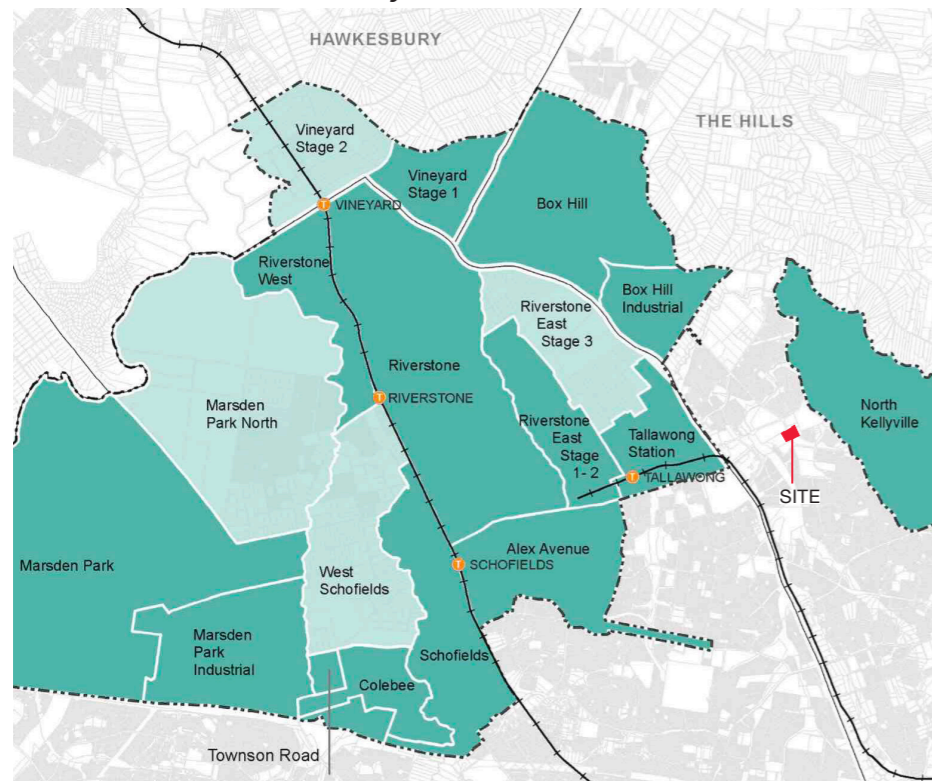 HAWKESBURY
THE HILLS
Vineyard
Stage 2
Vineyard
Stage 1
Box Hill
T VINEYARD
Riverstone
West
Box Hill
Industrial
Riverstone
East
Stage 3
Riverstone
T RIVERSTONE
Marsden
Park North
Riverstone
East
Stage
1- 2
Tallawong
Station
North
Kellyville
T TALLAWONG
SITE
Alex Avenue
T SCHOFIELDS
Marsden Park
West
Schofields
Marsden
Park
Industrial
Schofields
Colebee
Townson Road